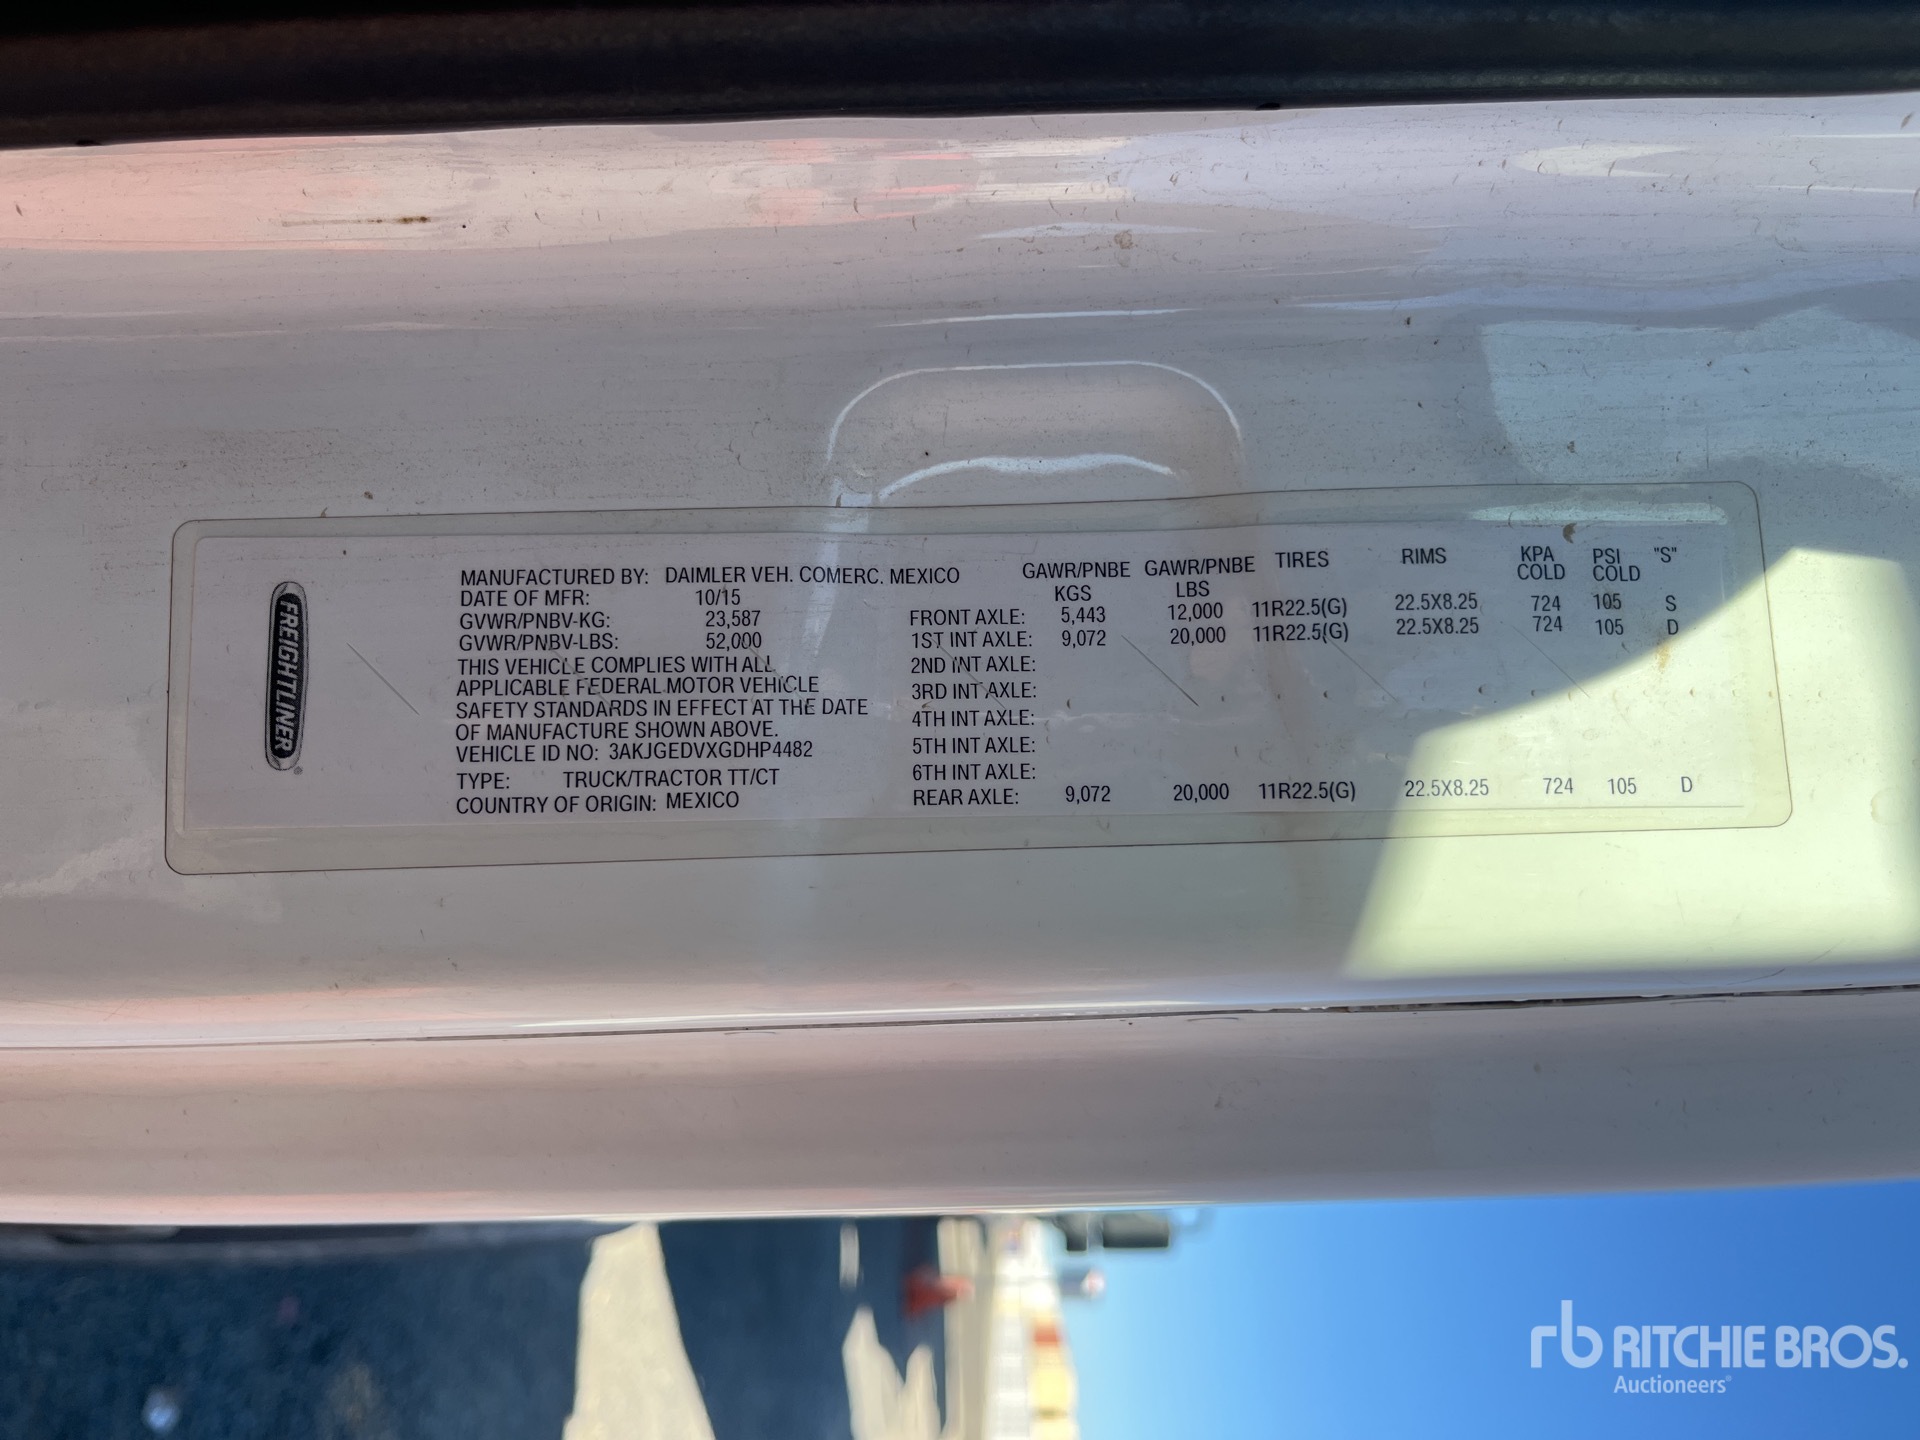 FREIGHTLINER
MANUFACTURED BY: DAIMLER VEH. COMERC. MEXICO
DATE OF MFR: 10/15
GVWR/PNBV-KG: 23,587
GVWR/PNBV-LBS: 52,000
THIS VEHICLE COMPLIES WITH ALL
APPLICABLE FEDERAL MOTOR VEHICLE
SAFETY STANDARDS IN EFFECT AT THE DATE
OF MANUFACTURE SHOWN ABOVE.
VEHICLE ID NO: 3AKJGEDVXGDHP4482
TYPE: TRUCK/TRACTOR TT/CT
COUNTRY OF ORIGIN: MEXICO
GAWR/PNBE GAWR/PNBE TIRES RIMS KPA PSI "S"
KGS LBS COLD COLD
FRONT AXLE: 5,443 12,000 11R22.5(G) 22.5X8.25 724 105 S
1ST INT AXLE: 9,072 20,000 11R22.5(G) 22.5X8.25 724 105 D
2ND INT AXLE:
3RD INT AXLE:
4TH INT AXLE:
5TH INT AXLE:
6TH INT AXLE:
REAR AXLE: 9,072 20,000 11R22.5(G) 22.5X8.25 724 105 D
rb RITCHIE BROS.
Auctioneers